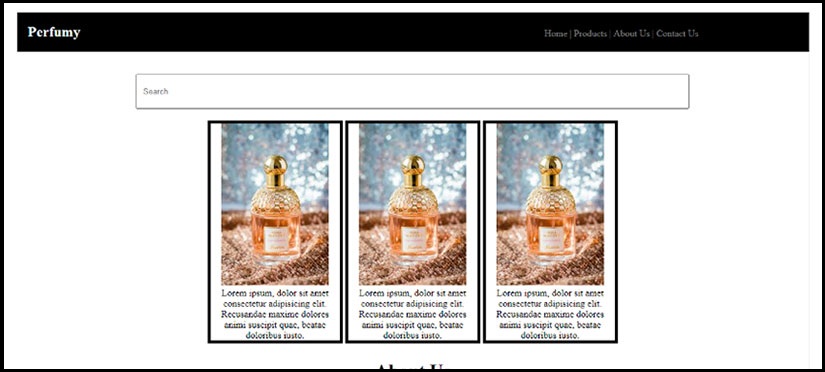 Perfumy
Home | Products | About Us | Contact Us
Search
Lorem ipsum, dolor sit amet
consectetur adipisicing elit.
Recusandae maxime dolores
animi suscipit quae, beatae
doloribus iusto.
Lorem ipsum, dolor sit amet
consectetur adipisicing elit.
Recusandae maxime dolores
animi suscipit quae, beatae
doloribus iusto.
Lorem ipsum, dolor sit amet
consectetur adipisicing elit.
Recusandae maxime dolores
animi suscipit quae, beatae
doloribus iusto.
About U